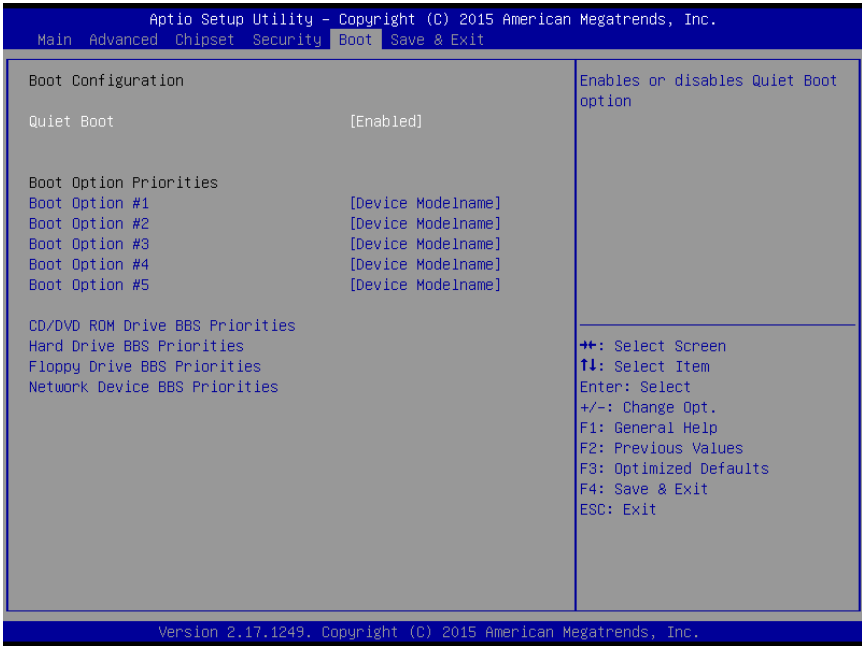 Aptio Setup Utility – Copyright (C) 2015 American Megatrends, Inc.
Main Advanced Chipset Security Boot Save & Exit
Boot Configuration
Quiet Boot [Enabled]
Boot Option Priorities
Boot Option #1 [Device Modelname]
Boot Option #2 [Device Modelname]
Boot Option #3 [Device Modelname]
Boot Option #4 [Device Modelname]
Boot Option #5 [Device Modelname]
CD/DVD ROM Drive BBS Priorities
Hard Drive BBS Priorities
Floppy Drive BBS Priorities
Network Device BBS Priorities
Enables or disables Quiet Boot
option
→←: Select Screen
↑↓: Select Item
Enter: Select
+/-: Change Opt.
F1: General Help
F2: Previous Values
F3: Optimized Defaults
F4: Save & Exit
ESC: Exit
Version 2.17.1249. Copyright (C) 2015 American Megatrends, Inc.